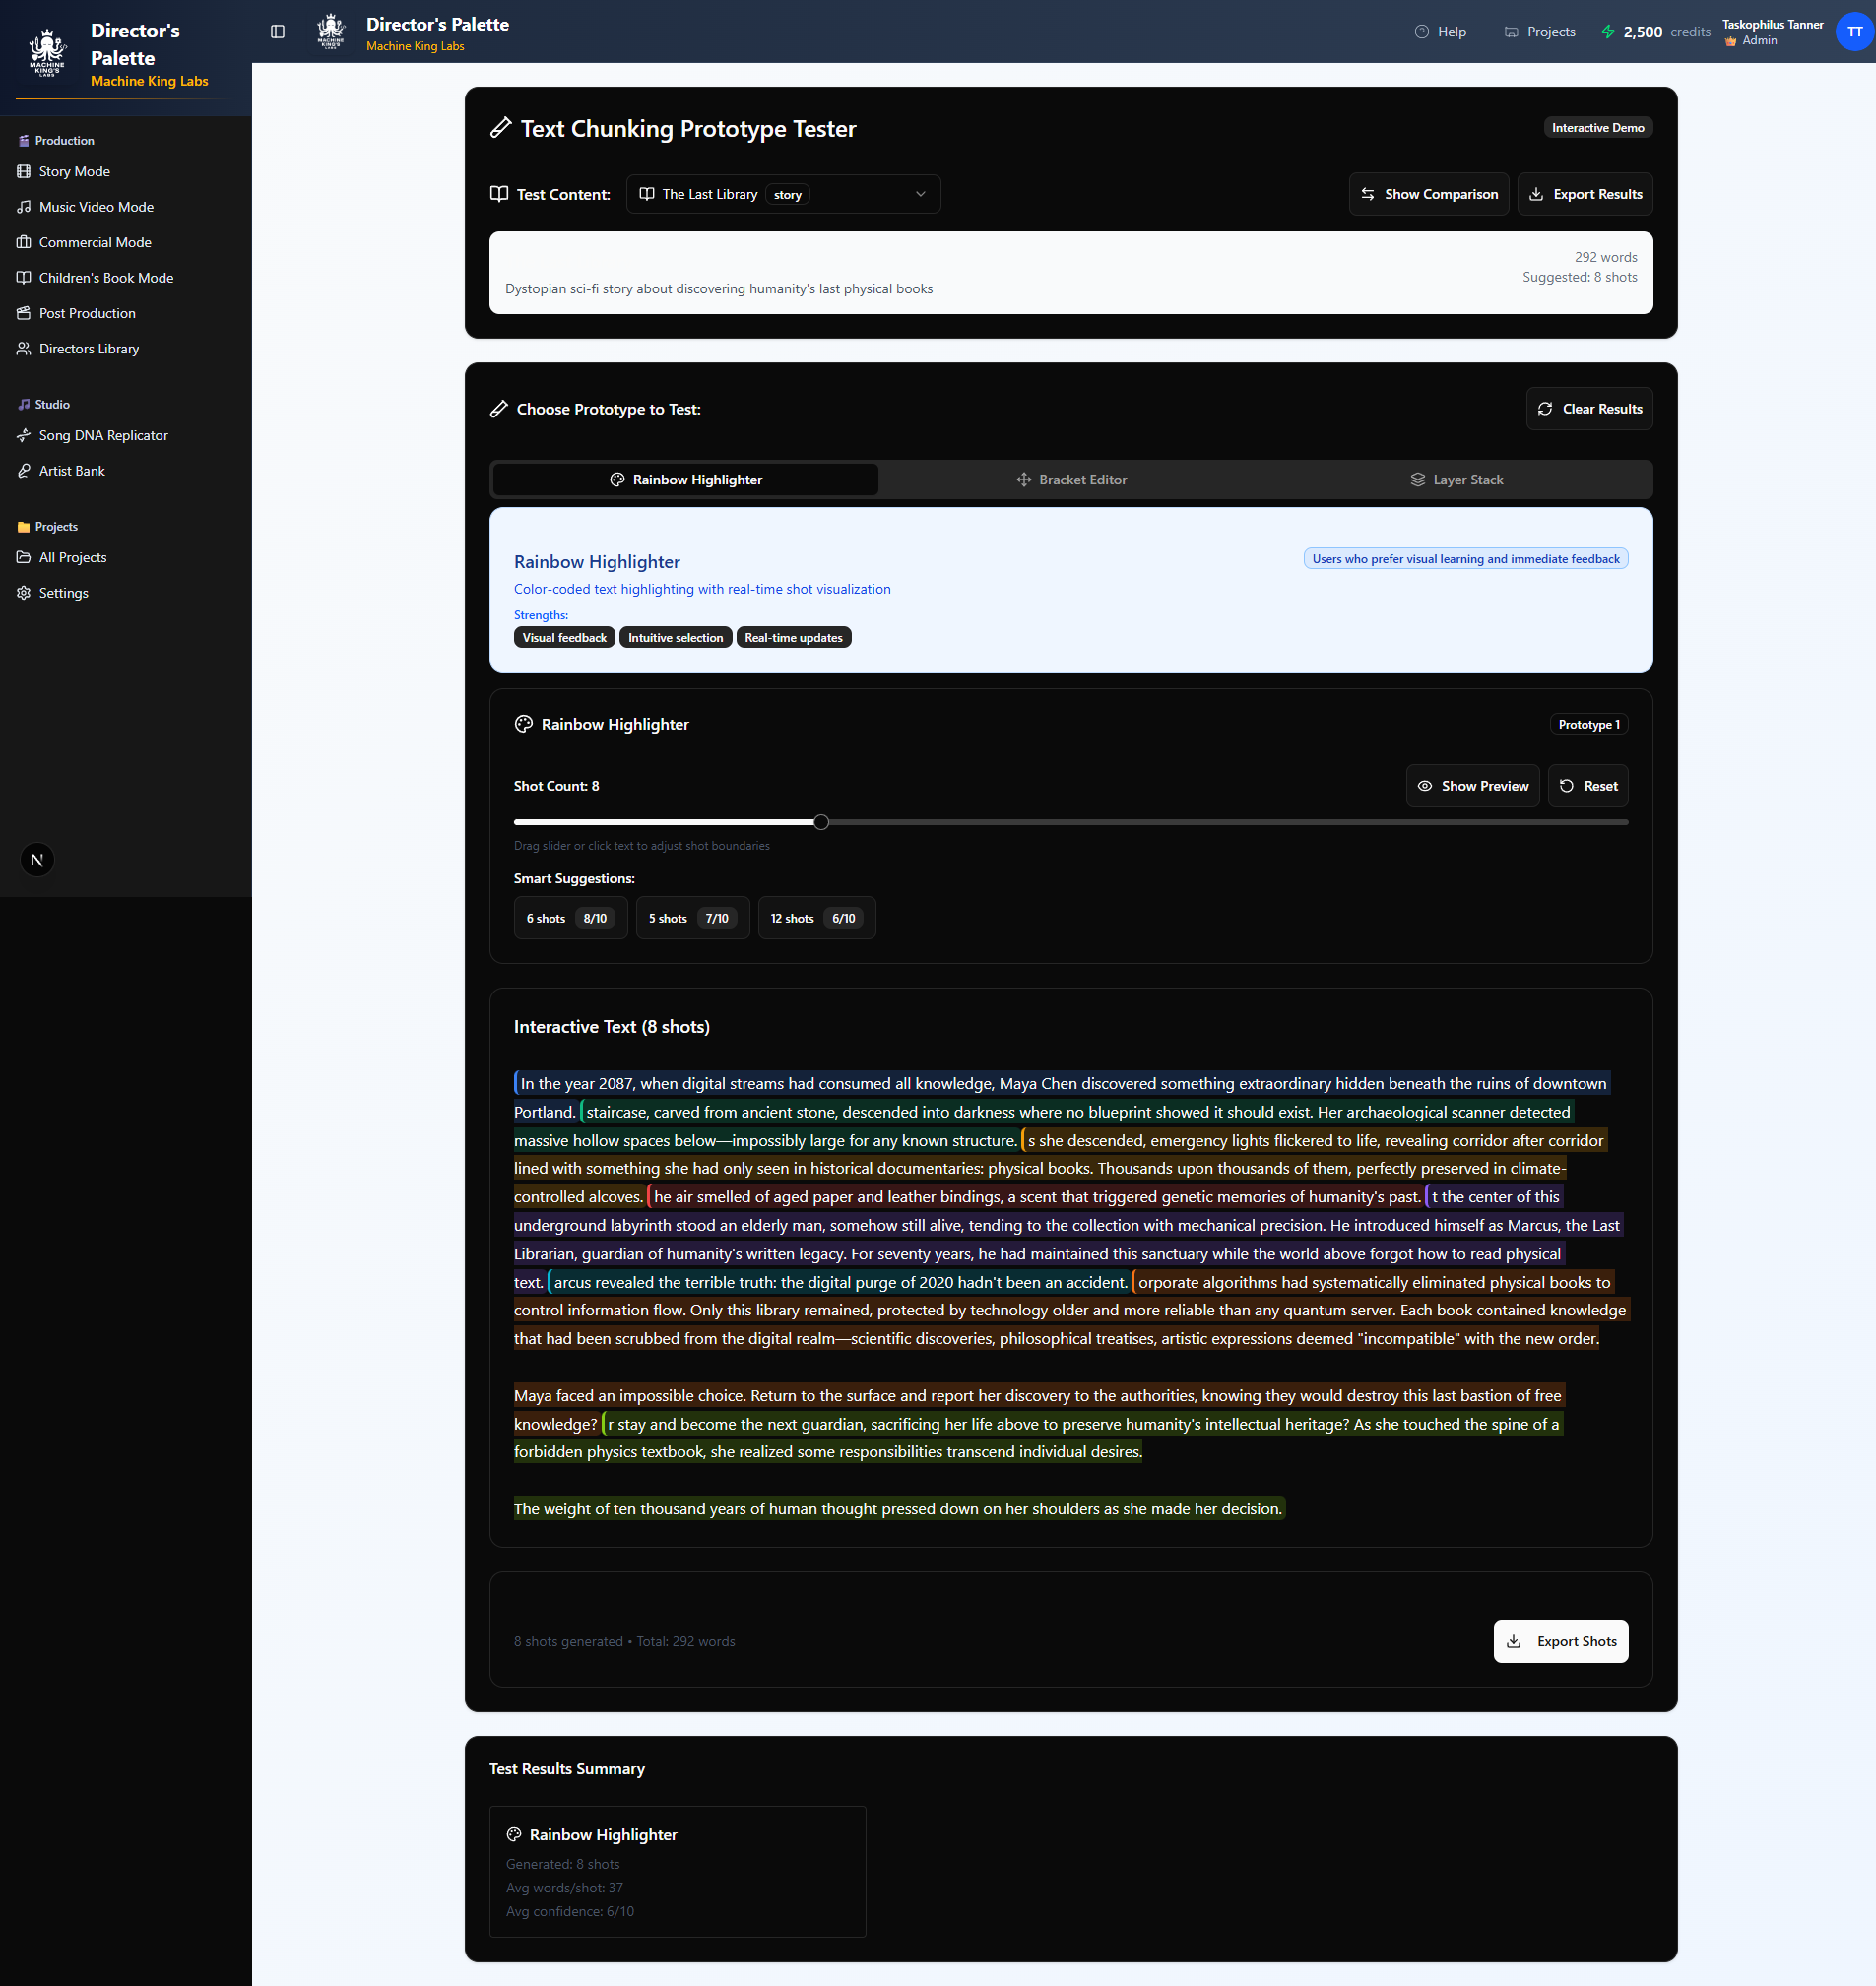 MACHINE
KING'S
LABS
Director's
Palette
Machine King Labs
Production
Story Mode
Music Video Mode
Commercial Mode
Children's Book Mode
Post Production
Directors Library
Studio
Song DNA Replicator
Artist Bank
Projects
All Projects
Settings
N
MACHINE
KING'S
LABS
Director's Palette
Machine King Labs
Help
Projects
2,500 credits
Taskophilus Tanner
Admin
TT
Text Chunking Prototype Tester
Interactive Demo
Test Content:
The Last Library story
Show Comparison
Export Results
292 words
Suggested: 8 shots
Dystopian sci-fi story about discovering humanity's last physical books
Choose Prototype to Test:
Clear Results
Rainbow Highlighter
Bracket Editor
Layer Stack
Rainbow Highlighter
Users who prefer visual learning and immediate feedback
Color-coded text highlighting with real-time shot visualization
Strengths:
Visual feedback Intuitive selection Real-time updates
Rainbow Highlighter
Prototype 1
Shot Count: 8
Show Preview
Reset
Drag slider or click text to adjust shot boundaries
Smart Suggestions:
6 shots 8/10 5 shots 7/10 12 shots 6/10
Interactive Text (8 shots)
In the year 2087, when digital streams had consumed all knowledge, Maya Chen discovered something extraordinary hidden beneath the ruins of downtown
Portland. staircase, carved from ancient stone, descended into darkness where no blueprint showed it should exist. Her archaeological scanner detected
massive hollow spaces below—impossibly large for any known structure. s she descended, emergency lights flickered to life, revealing corridor after corridor
lined with something she had only seen in historical documentaries: physical books. Thousands upon thousands of them, perfectly preserved in climate-
controlled alcoves. he air smelled of aged paper and leather bindings, a scent that triggered genetic memories of humanity's past. t the center of this
underground labyrinth stood an elderly man, somehow still alive, tending to the collection with mechanical precision. He introduced himself as Marcus, the Last
Librarian, guardian of humanity's written legacy. For seventy years, he had maintained this sanctuary while the world above forgot how to read physical
text. arcus revealed the terrible truth: the digital purge of 2020 hadn't been an accident. orporate algorithms had systematically eliminated physical books to
control information flow. Only this library remained, protected by technology older and more reliable than any quantum server. Each book contained knowledge
that had been scrubbed from the digital realm—scientific discoveries, philosophical treatises, artistic expressions deemed "incompatible" with the new order.
Maya faced an impossible choice. Return to the surface and report her discovery to the authorities, knowing they would destroy this last bastion of free
knowledge? r stay and become the next guardian, sacrificing her life above to preserve humanity's intellectual heritage? As she touched the spine of a
forbidden physics textbook, she realized some responsibilities transcend individual desires.
The weight of ten thousand years of human thought pressed down on her shoulders as she made her decision.
8 shots generated • Total: 292 words
Export Shots
Test Results Summary
Rainbow Highlighter
Generated: 8 shots
Avg words/shot: 37
Avg confidence: 6/10